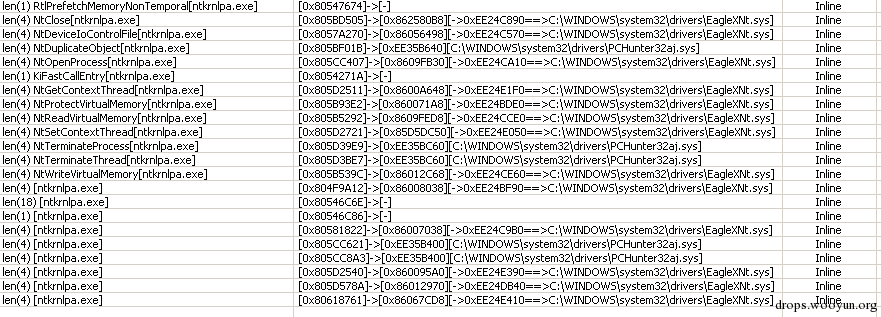 len(1) RtlPrefetchMemoryNonTemporal[ntkrnlpa.exe] [0x80547674]->[-] Inline
len(4) NtClose[ntkrnlpa.exe] [0x805BD505]->[0x862580B8][->0xEE24C890==>C:\WINDOWS\system32\drivers\EagleXNt.sys] Inline
len(4) NtDeviceIoControlFile[ntkrnlpa.exe] [0x8057A270]->[0x86056498][->0xEE24C570==>C:\WINDOWS\system32\drivers\EagleXNt.sys] Inline
len(4) NtDuplicateObject[ntkrnlpa.exe] [0x805BF01B]->[0xEE35B640][C:\WINDOWS\system32\drivers\PCHunter32aj.sys] Inline
len(4) NtOpenProcess[ntkrnlpa.exe] [0x805CC407]->[0x8609FB30][->0xEE24CA10==>C:\WINDOWS\system32\drivers\EagleXNt.sys] Inline
len(1) KiFastCallEntry[ntkrnlpa.exe] [0x8054271A]->[-] Inline
len(4) NtGetContextThread[ntkrnlpa.exe] [0x805D2511]->[0x8600A648][->0xEE24E1F0==>C:\WINDOWS\system32\drivers\EagleXNt.sys] Inline
len(4) NtProtectVirtualMemory[ntkrnlpa.exe] [0x805B93E2]->[0x860071A8][->0xEE24BDE0==>C:\WINDOWS\system32\drivers\EagleXNt.sys] Inline
len(4) NtReadVirtualMemory[ntkrnlpa.exe] [0x805B5292]->[0x8609FED8][->0xEE24CCE0==>C:\WINDOWS\system32\drivers\EagleXNt.sys] Inline
len(4) NtSetContextThread[ntkrnlpa.exe] [0x805D2721]->[0x85D5DC50][->0xEE24E050==>C:\WINDOWS\system32\drivers\EagleXNt.sys] Inline
len(4) NtTerminateProcess[ntkrnlpa.exe] [0x805D39E9]->[0xEE35BC60][C:\WINDOWS\system32\drivers\PCHunter32aj.sys] Inline
len(4) NtTerminateThread[ntkrnlpa.exe] [0x805D3BE7]->[0xEE35BC60][C:\WINDOWS\system32\drivers\PCHunter32aj.sys] Inline
len(4) NtWriteVirtualMemory[ntkrnlpa.exe] [0x805B539C]->[0x86012C68][->0xEE24CE60==>C:\WINDOWS\system32\drivers\EagleXNt.sys] Inline
len(4) [ntkrnlpa.exe] [0x804F9A12]->[0x86008038][->0xEE24BF90==>C:\WINDOWS\system32\drivers\EagleXNt.sys] Inline
len(18) [ntkrnlpa.exe] [0x80546C6E]->[-] Inline
len(1) [ntkrnlpa.exe] [0x80546C86]->[-] Inline
len(4) [ntkrnlpa.exe] [0x80581822]->[0x86007038][->0xEE24C9B0==>C:\WINDOWS\system32\drivers\EagleXNt.sys] Inline
len(4) [ntkrnlpa.exe] [0x805CC621]->[0xEE35B400][C:\WINDOWS\system32\drivers\PCHunter32aj.sys] Inline
len(4) [ntkrnlpa.exe] [0x805CC8A3]->[0xEE35B400][C:\WINDOWS\system32\drivers\PCHunter32aj.sys] Inline
len(4) [ntkrnlpa.exe] [0x805D2540]->[0x860095A0][->0xEE24E390==>C:\WINDOWS\system32\drivers\EagleXNt.sys] Inline
len(4) [ntkrnlpa.exe] [0x805D578A]->[0x86012970][->0xEE24DB40==>C:\WINDOWS\system32\drivers\EagleXNt.sys] Inline
len(4) [ntkrnlpa.exe] [0x80618761]->[0x86067CD8][->0xEE24E410==>C:\WINDOWS\system32\drivers\EagleXNt.sys] Inline
drops.wooyun.org